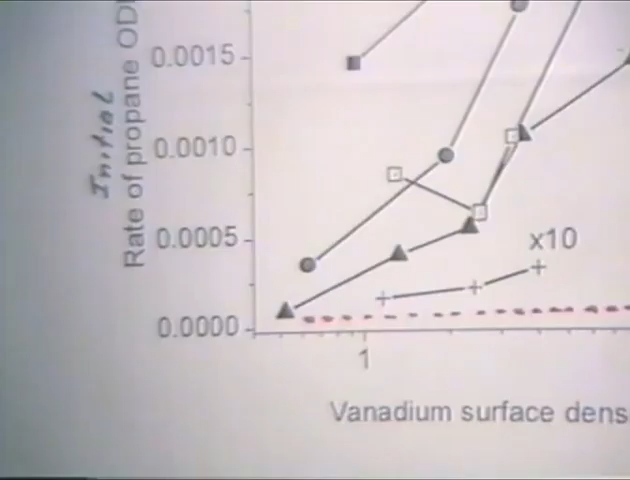 Initial
Rate of propane OD
0.0015
0.0010
0.0005
0.0000
x10
1
Vanadium surface dens